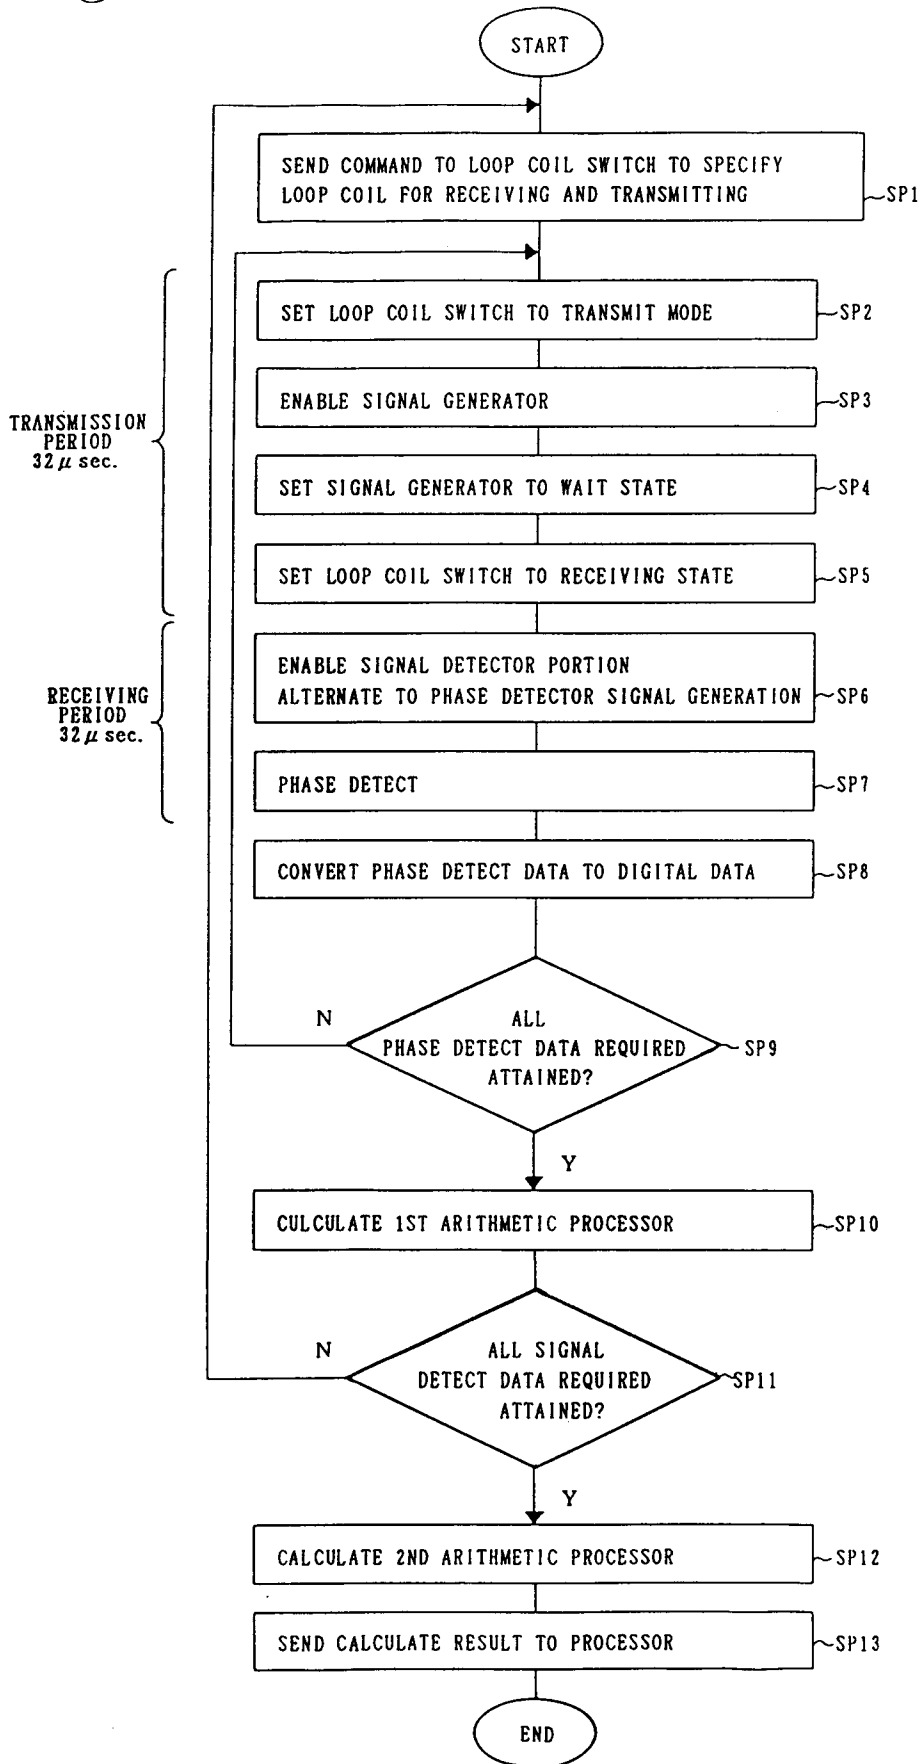 START
SEND COMMAND TO LOOP COIL SWITCH TO SPECIFY
LOOP COIL FOR RECEIVING AND TRANSMITTING
SP1
SET LOOP COIL SWITCH TO TRANSMIT MODE
SP2
ENABLE SIGNAL GENERATOR
SP3
TRANSMISSION
PERIOD
32μ sec.
SET SIGNAL GENERATOR TO WAIT STATE
SP4
SET LOOP COIL SWITCH TO RECEIVING STATE
SP5
ENABLE SIGNAL DETECTOR PORTION
ALTERNATE TO PHASE DETECTOR SIGNAL GENERATION
SP6
RECEIVING
PERIOD
32μ sec.
PHASE DETECT
SP7
CONVERT PHASE DETECT DATA TO DIGITAL DATA
SP8
N
ALL
PHASE DETECT DATA REQUIRED
ATTAINED?
SP9
Y
CULCULATE 1ST ARITHMETIC PROCESSOR
SP10
N
ALL SIGNAL
DETECT DATA REQUIRED
ATTAINED?
SP11
Y
CALCULATE 2ND ARITHMETIC PROCESSOR
SP12
SEND CALCULATE RESULT TO PROCESSOR
SP13
END